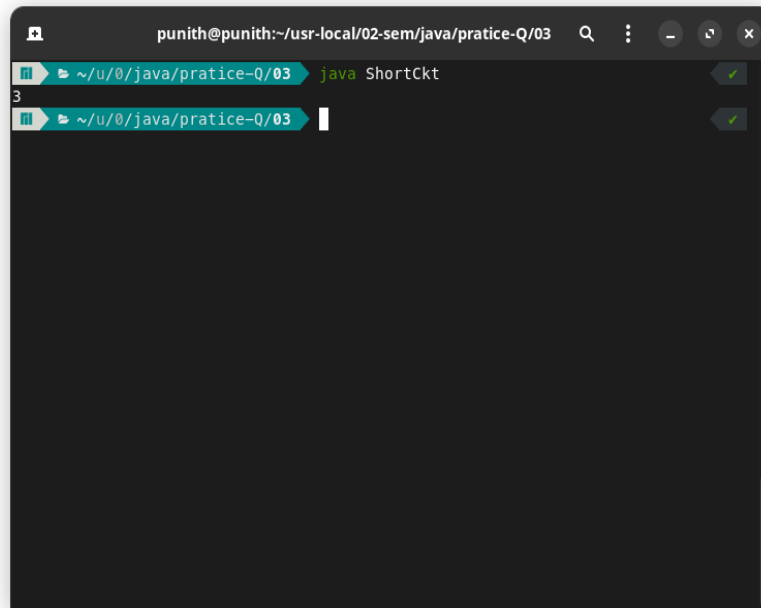 punith@punith:~/usr-local/02-sem/java/pratice-Q/03
~/u/0/java/pratice-Q/03 java ShortCkt ✔
3
~/u/0/java/pratice-Q/03 ✔